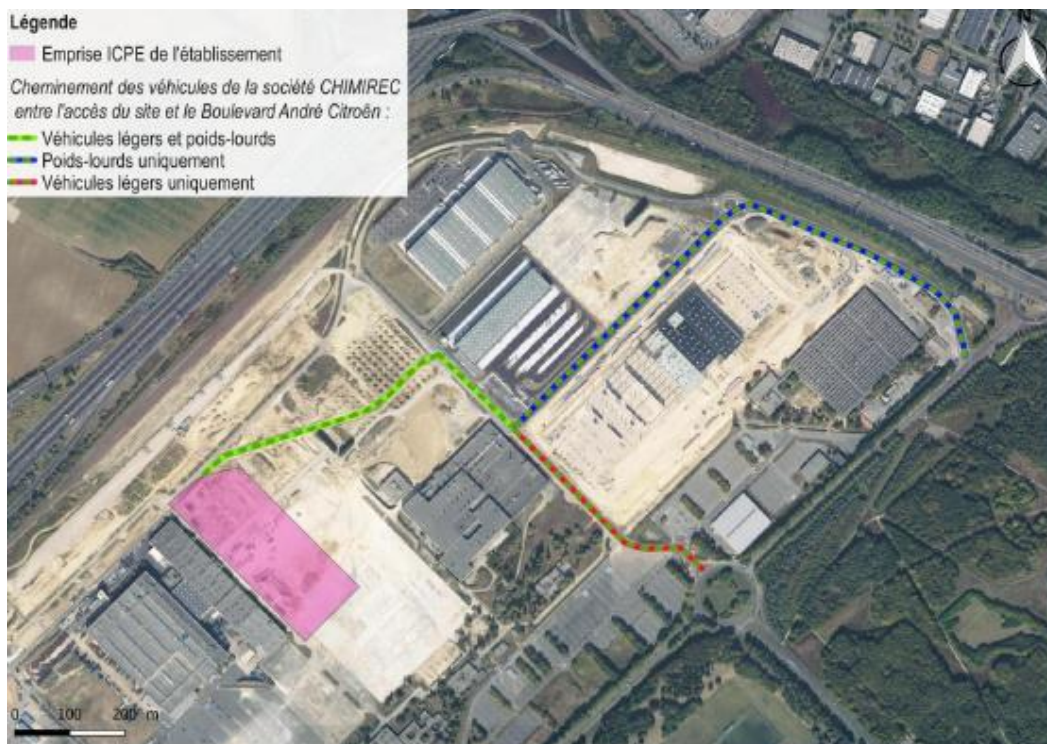 Légende
Emprise ICPE de l'établissement
Cheminement des véhicules de la société CHIMIREC
entre l'accès du site et le Boulevard André Citroën :
Véhicules légers et poids-lourds
Poids-lourds uniquement
Véhicules légers uniquement
N
0 100 200 m